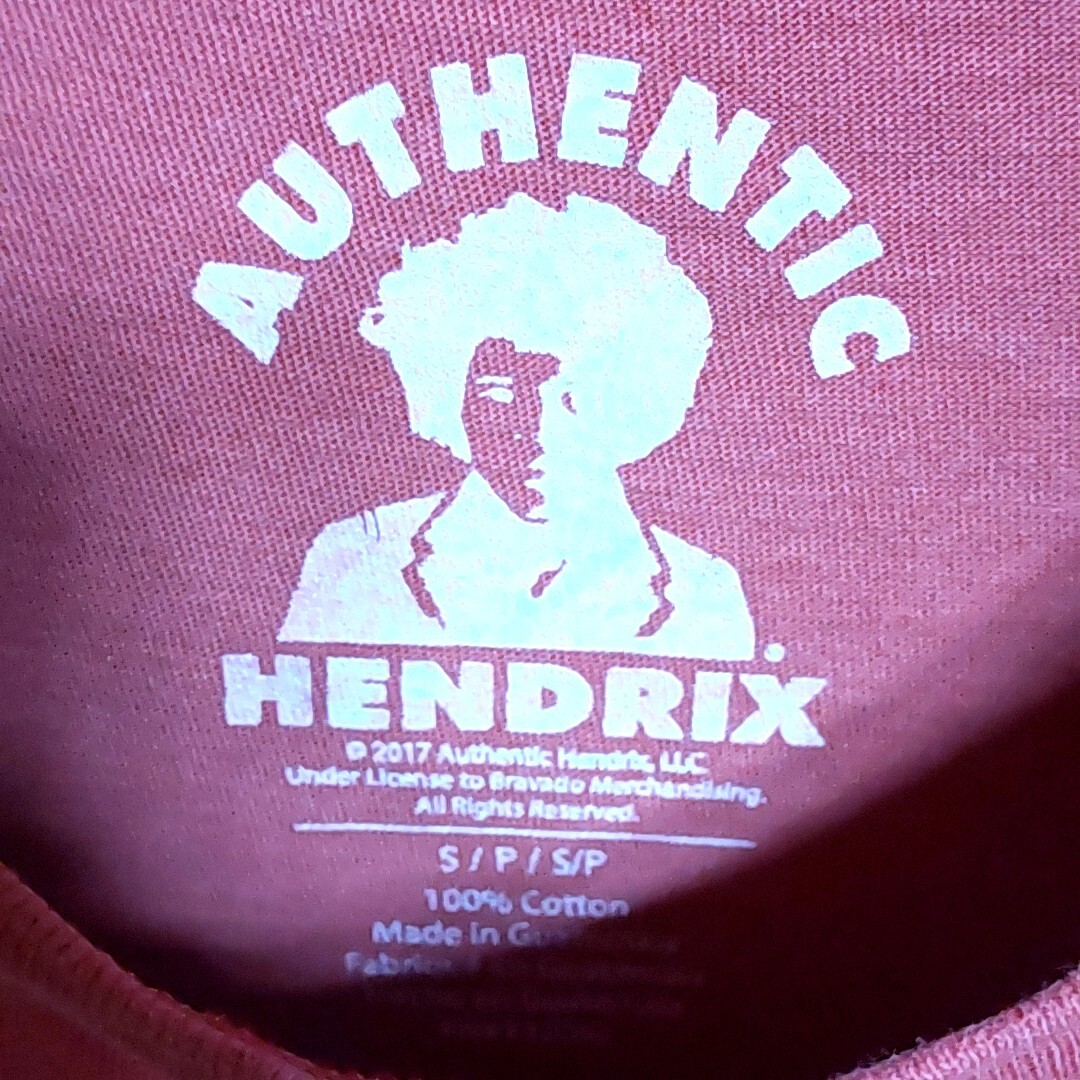 AUTHENTIC
HENDRIX
© 2017 Authentic Hendrix, LLC
Under License to Bravado Merchandising.
All Rights Reserved.
S / P / S/P
100% Cotton
Made in